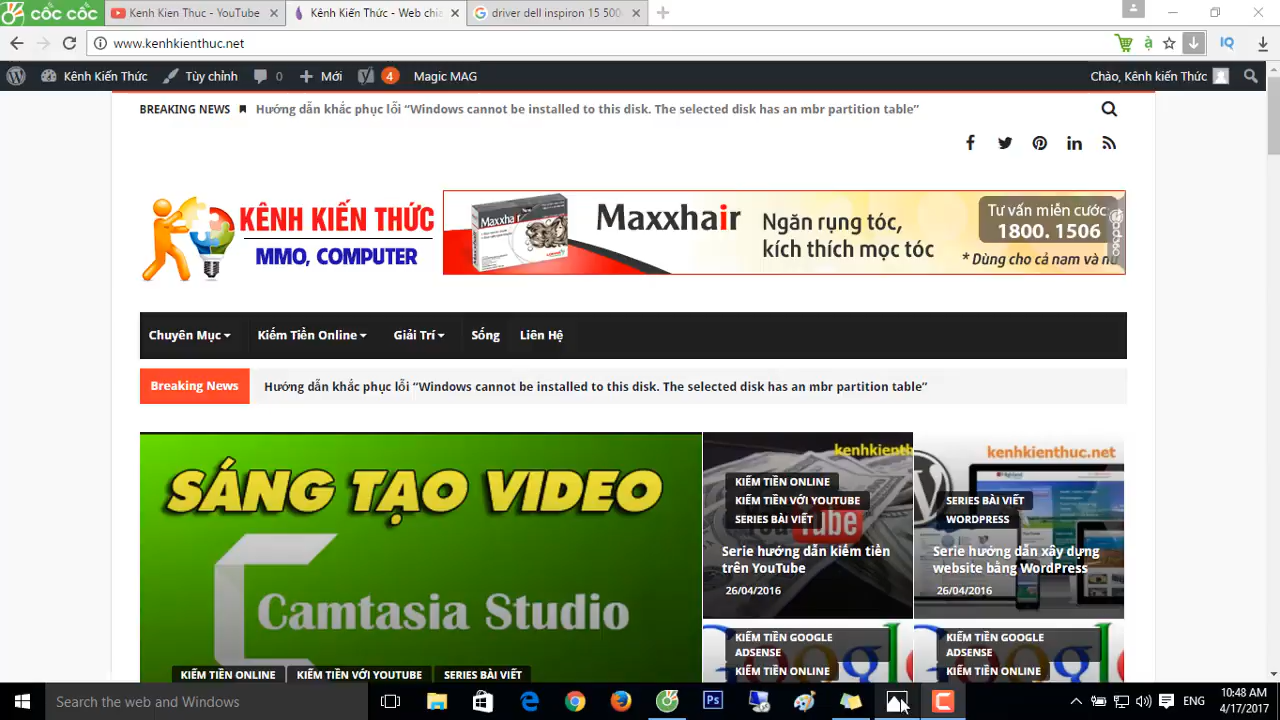 cốc cốc
Kenh Kien Thuc - YouTube
Kênh Kiến Thức - Web chia
driver dell inspiron 15 500
www.kenhkienthuc.net
Kênh Kiến Thức
Tùy chỉnh
0
Mới
4
Magic MAG
Chào, Kênh kiến Thức
BREAKING NEWS
Hướng dẫn khắc phục lỗi “Windows cannot be installed to this disk. The selected disk has an mbr partition table”
KÊNH KIẾN THỨC
MMO, COMPUTER
Maxxhair
Maxxhair
Ngăn rụng tóc,
kích thích mọc tóc
Tư vấn miễn cước
1800. 1506
* Dùng cho cả nam và nữ
Chuyên Mục
Kiếm Tiền Online
Giải Trí
Sống
Liên Hệ
Breaking News
Hướng dẫn khắc phục lỗi “Windows cannot be installed to this disk. The selected disk has an mbr partition table”
SÁNG TẠO VIDEO
Camtasia Studio
KIẾM TIỀN ONLINE
KIẾM TIỀN VỚI YOUTUBE
SERIES BÀI VIẾT
kenhkienth
KIẾM TIỀN ONLINE
KIẾM TIỀN VỚI YOUTUBE
SERIES BÀI VIẾT
Serie hướng dẫn kiếm tiền
trên YouTube
26/04/2016
kenhkienthuc.net
SERIES BÀI VIẾT
WORDPRESS
Serie hướng dẫn xây dựng
website bằng WordPress
26/04/2016
KIẾM TIỀN GOOGLE
ADSENSE
KIẾM TIỀN ONLINE
KIẾM TIỀN GOOGLE
ADSENSE
KIẾM TIỀN ONLINE
Search the web and Windows
Ps
ENG
10:48 AM
4/17/2017